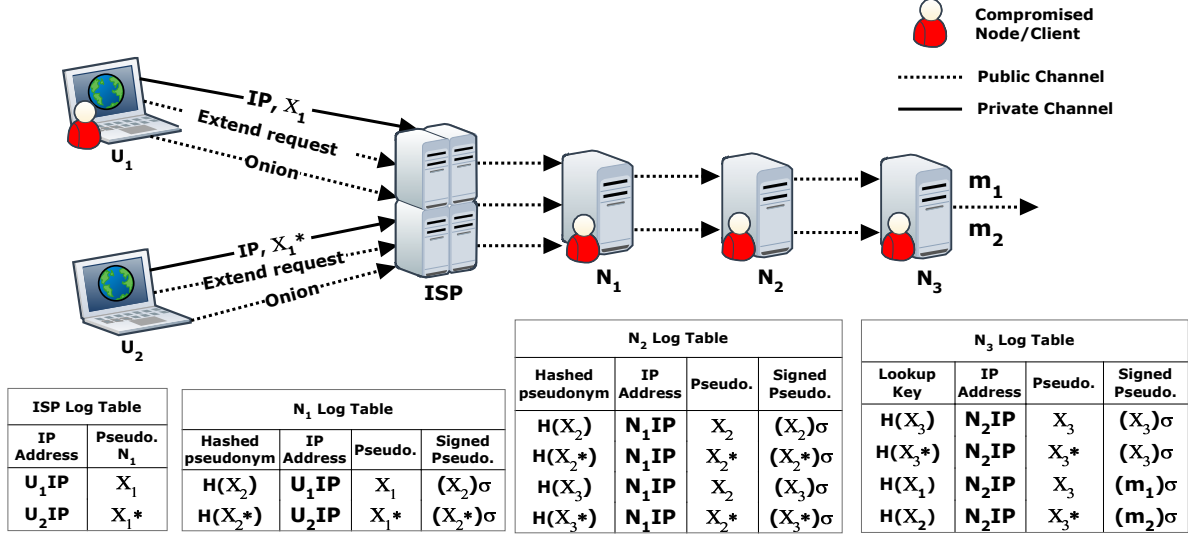 Compromised
Node/Client
Public Channel
Private Channel
IP, X₁
Extend request
Onion
U₁
IP, X₁*
Extend request
Onion
U₂
ISP
N₁
N₂
N₃
m₁
m₂
ISP Log Table
IP Address	Pseudo. N₁
U₁IP	X₁
U₂IP	X₁*
N₁ Log Table
Hashed pseudonym	IP Address	Pseudo.	Signed Pseudo.
H(X₂)	U₁IP	X₁	(X₂)σ
H(X₂*)	U₂IP	X₁*	(X₂*)σ
N₂ Log Table
Hashed pseudonym	IP Address	Pseudo.	Signed Pseudo.
H(X₂)	N₁IP	X₂	(X₂)σ
H(X₂*)	N₁IP	X₂*	(X₂*)σ
H(X₃)	N₁IP	X₂	(X₃)σ
H(X₃*)	N₁IP	X₂*	(X₃*)σ
N₃ Log Table
Lookup Key	IP Address	Pseudo.	Signed Pseudo.
H(X₃)	N₂IP	X₃	(X₃)σ
H(X₃*)	N₂IP	X₃*	(X₃)σ
H(X₁)	N₂IP	X₃	(m₁)σ
H(X₂)	N₂IP	X₃*	(m₂)σ